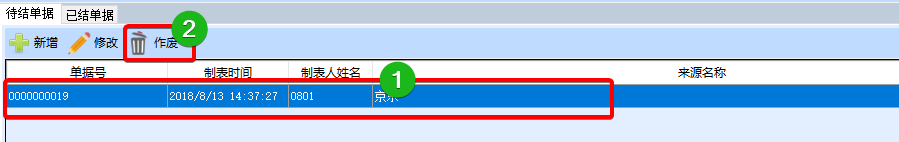 待结单据 已结单据
新增 修改 作废 2
单据号 制表时间 制表人姓名 来源名称
1
0000000019 2018/8/13 14:37:27 0801 京东